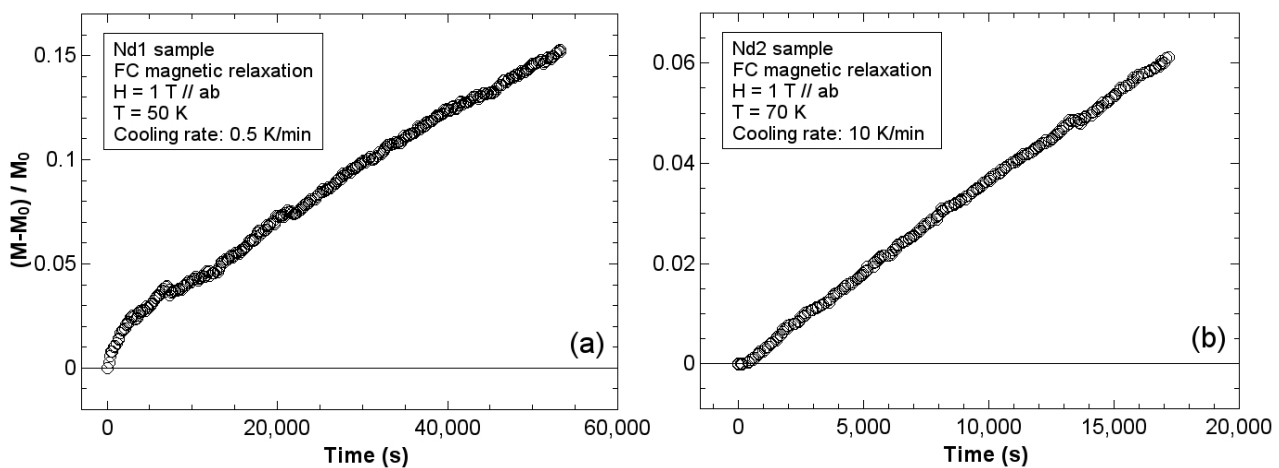 0.15
0.1
0.05
0
(M-M₀) / M₀
Nd1 sample
FC magnetic relaxation
H = 1 T // ab
T = 50 K
Cooling rate: 0.5 K/min
(a)
0 20,000 40,000 60,000
Time (s)
0.06
0.04
0.02
0
Nd2 sample
FC magnetic relaxation
H = 1 T // ab
T = 70 K
Cooling rate: 10 K/min
(b)
0 5,000 10,000 15,000 20,000
Time (s)